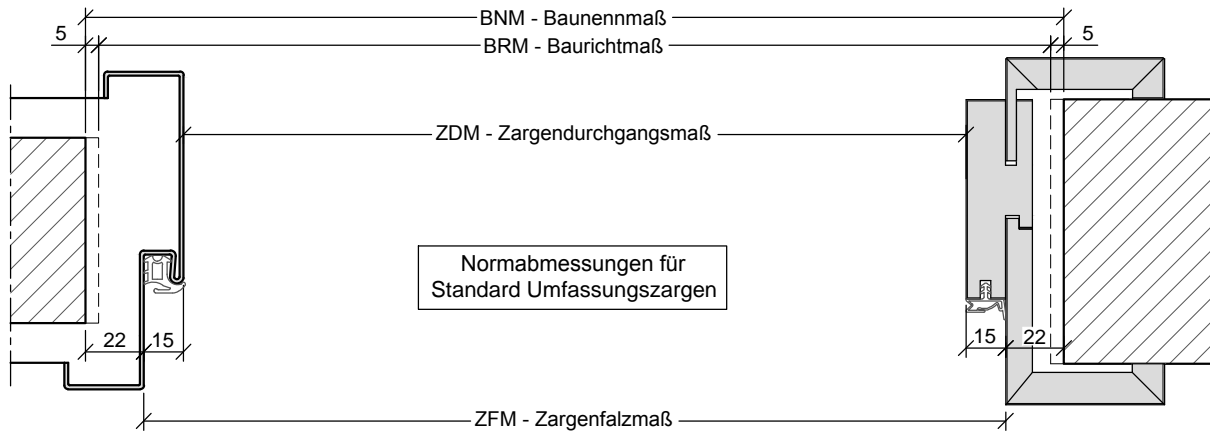 BNM - Baunennmaß
5
BRM - Baurichtmaß
5
ZDM - Zargendurchgangsmaß
Normabmessungen für
Standard Umfassungszargen
22
15
15
22
ZFM - Zargenfalzmaß